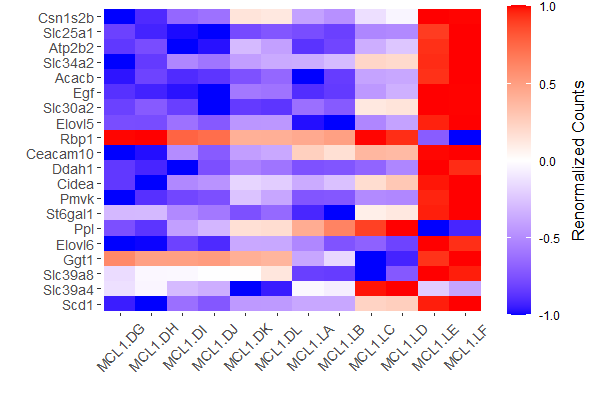 Csn1s2b
Slc25a1
Atp2b2
Slc34a2
Acacb
Egf
Slc30a2
Elovl5
Rbp1
Ceacam10
Ddah1
Cidea
Pmvk
St6gal1
Ppl
Elovl6
Ggt1
Slc39a8
Slc39a4
Scd1
MCL1.DG
MCL1.DH
MCL1.DI
MCL1.DJ
MCL1.DK
MCL1.DL
MCL1.LA
MCL1.LB
MCL1.LC
MCL1.LD
MCL1.LE
MCL1.LF
1.0
0.5
0.0
-0.5
-1.0
Renormalized Counts